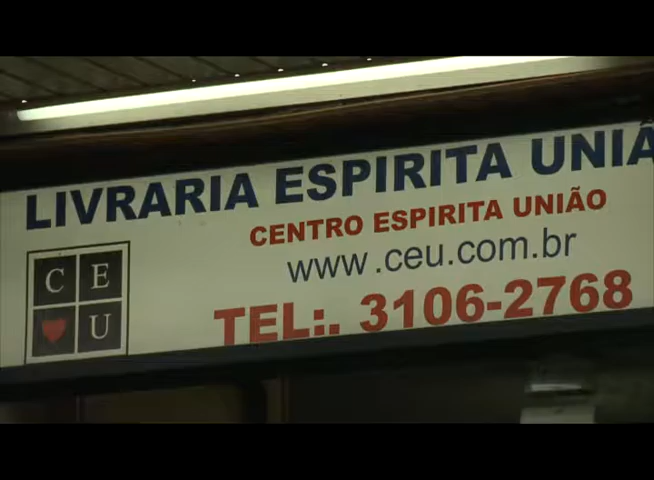 LIVRARIA ESPIRITA UNIÃ
CENTRO ESPIRITA UNIÃO
www.ceu.com.br
TEL:. 3106-2768
C E
U